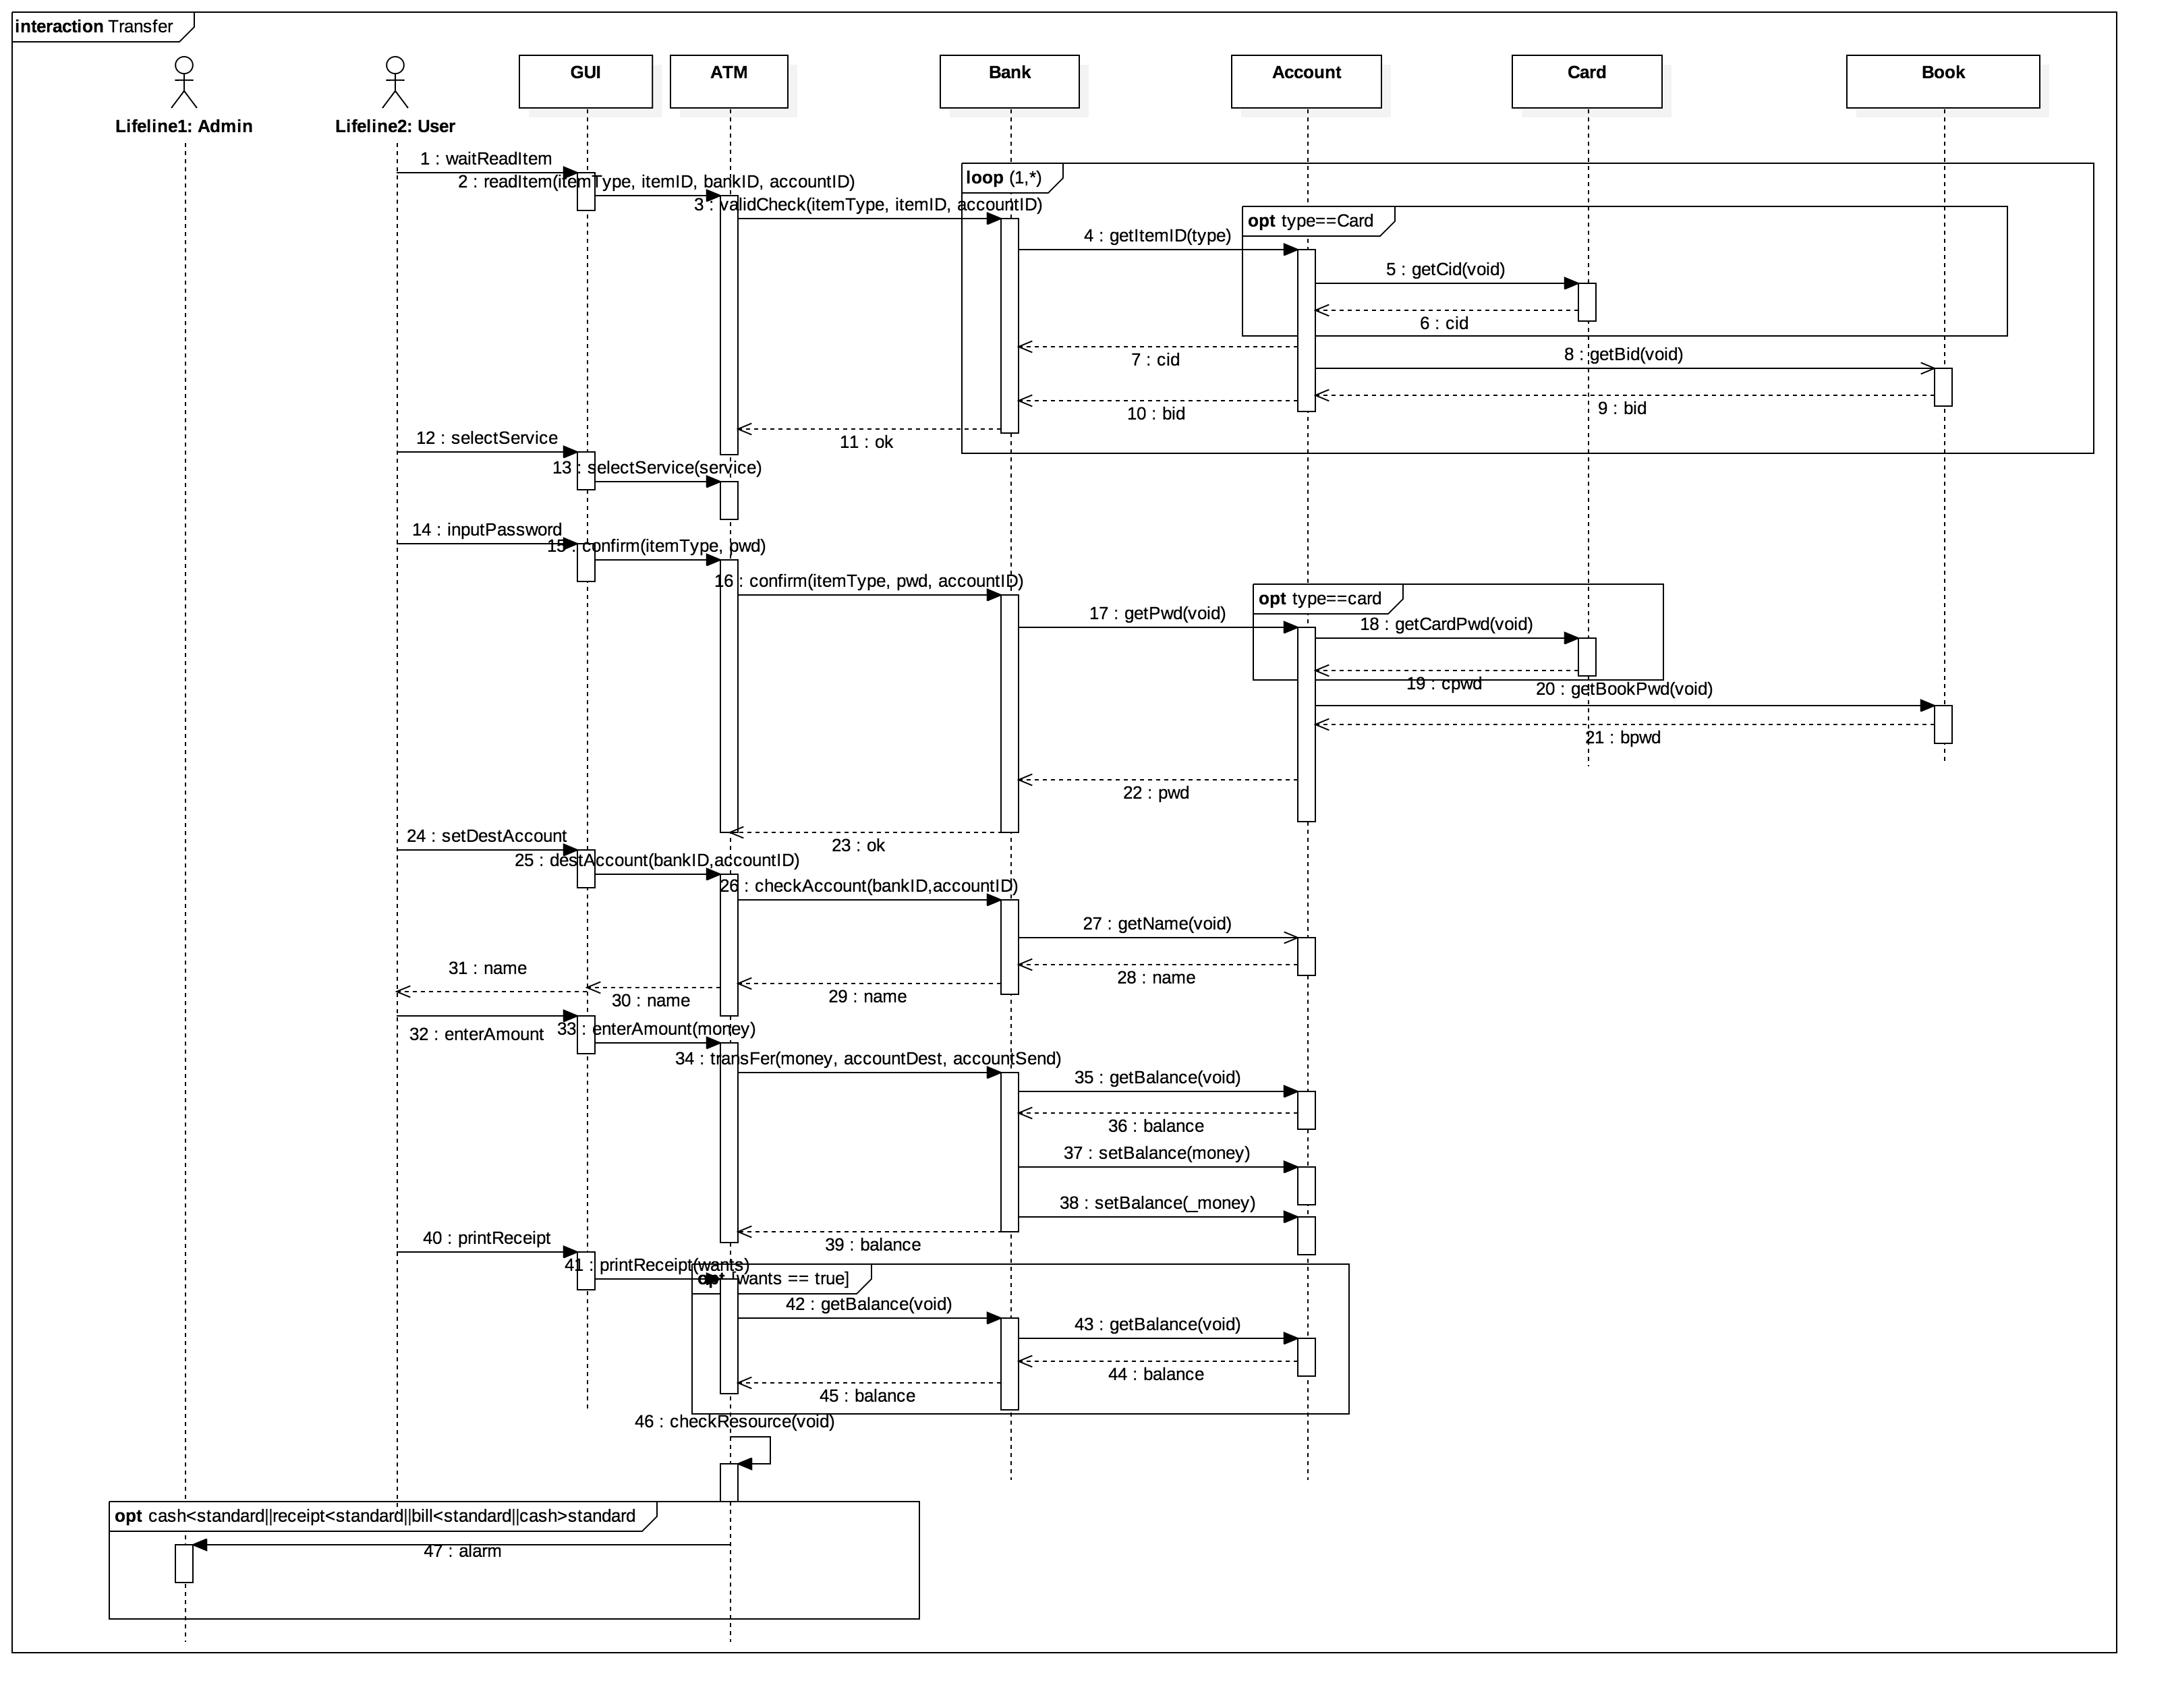 interaction Transfer
GUI
ATM
Bank
Account
Card
Book
Lifeline1: Admin
Lifeline2: User
1 : waitReadItem
loop (1,*)
2 : readItem(itemType, itemID, bankID, accountID)
3 : validCheck(itemType, itemID, accountID)
opt type==Card
4 : getItemID(type)
5 : getCid(void)
6 : cid
7 : cid
8 : getBid(void)
9 : bid
10 : bid
11 : ok
12 : selectService
13 : selectService(service)
14 : inputPassword
15 : confirm(itemType, pwd)
16 : confirm(itemType, pwd, accountID)
opt type==card
17 : getPwd(void)
18 : getCardPwd(void)
19 : cpwd
20 : getBookPwd(void)
21 : bpwd
22 : pwd
23 : ok
24 : setDestAccount
25 : destAccount(bankID,accountID)
26 : checkAccount(bankID,accountID)
27 : getName(void)
28 : name
29 : name
30 : name
31 : name
32 : enterAmount
33 : enterAmount(money)
34 : transFer(money, accountDest, accountSend)
35 : getBalance(void)
36 : balance
37 : setBalance(money)
38 : setBalance(_money)
39 : balance
40 : printReceipt
41 : printReceipt(wants)
opt [wants == true]
42 : getBalance(void)
43 : getBalance(void)
44 : balance
45 : balance
46 : checkResource(void)
opt cash<standard||receipt<standard||bill<standard||cash>standard
47 : alarm